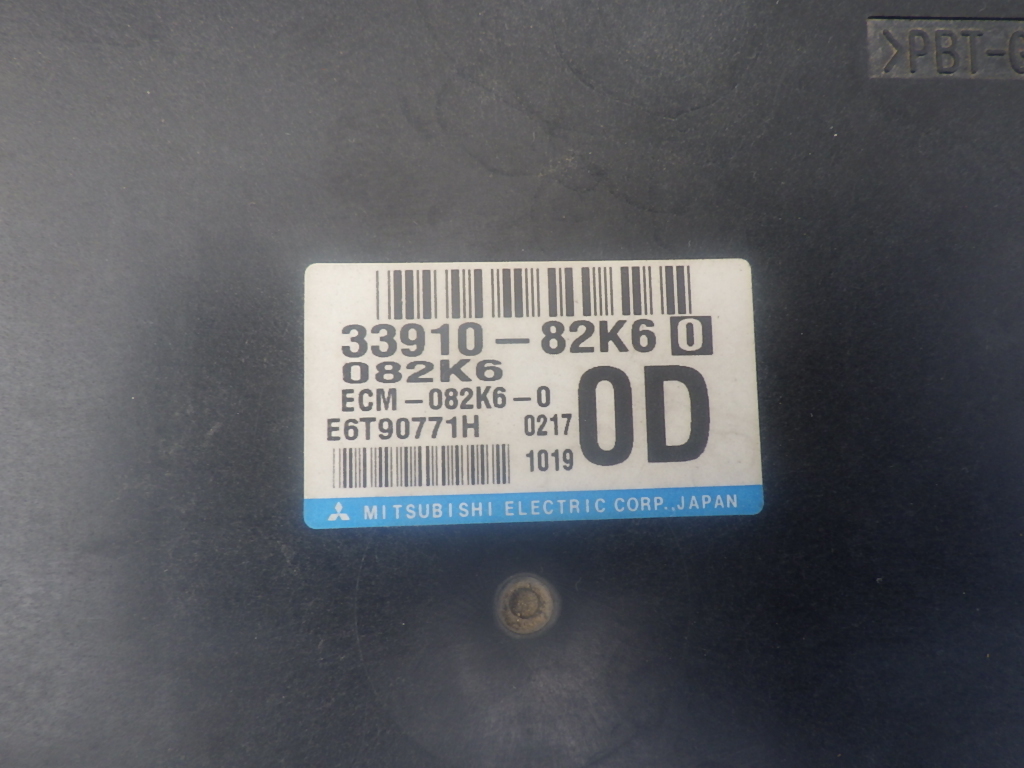 >PBT-G
33910-82K6 0
082K6
ECM-082K6-0
E6T90771H 0217
0D
1019
MITSUBISHI ELECTRIC CORP.,JAPAN